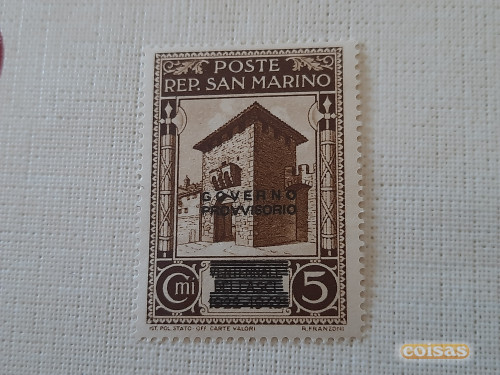 POSTE
REP. SAN MARINO
GOVERNO
PROVVISORIO
Cmi 5
IST. POL. STATO - OFF. CARTE VALORI R. FRANZONI
coisas